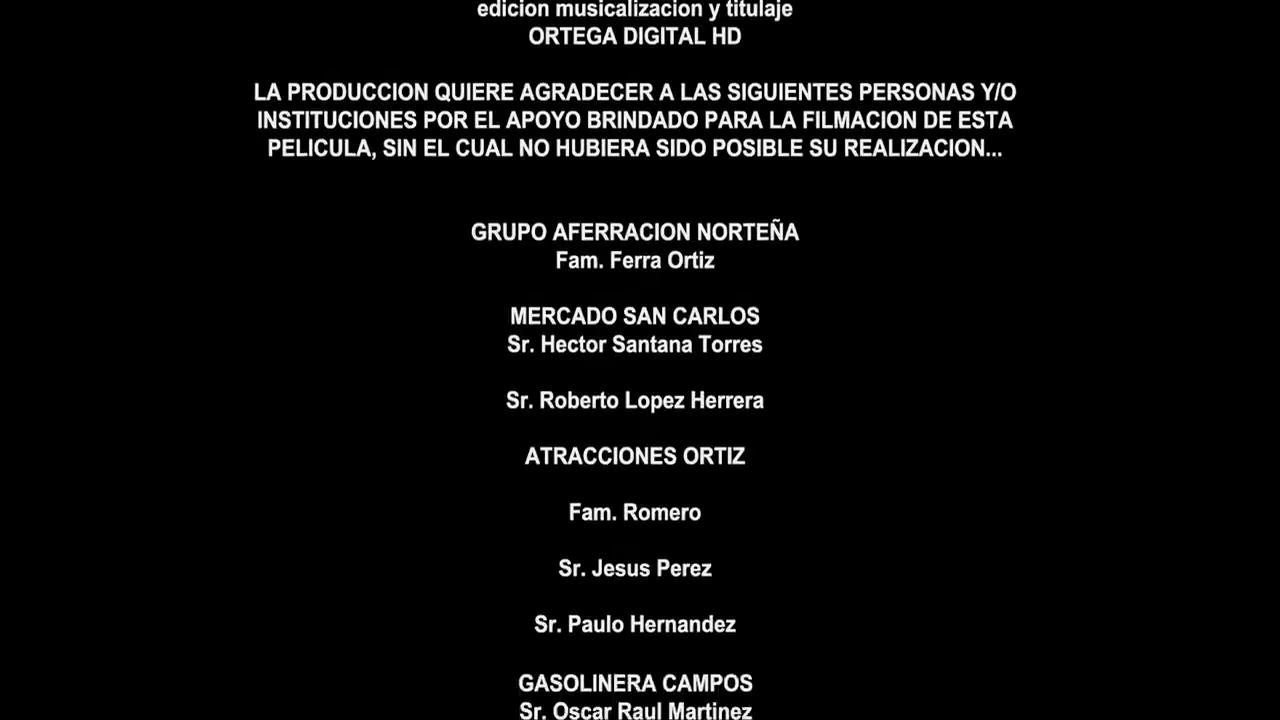 edicion musicalizacion y titulaje
ORTEGA DIGITAL HD
LA PRODUCCION QUIERE AGRADECER A LAS SIGUIENTES PERSONAS Y/O
INSTITUCIONES POR EL APOYO BRINDADO PARA LA FILMACION DE ESTA
PELICULA, SIN EL CUAL NO HUBIERA SIDO POSIBLE SU REALIZACION...
GRUPO AFERRACION NORTEÑA
Fam. Ferra Ortiz
MERCADO SAN CARLOS
Sr. Hector Santana Torres
Sr. Roberto Lopez Herrera
ATRACCIONES ORTIZ
Fam. Romero
Sr. Jesus Perez
Sr. Paulo Hernandez
GASOLINERA CAMPOS
Sr. Oscar Raul Martinez